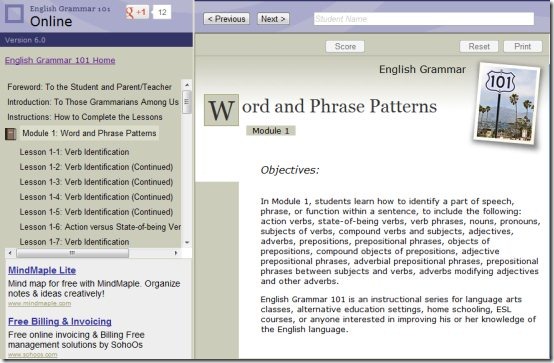 English Grammar 101
Online
+1
12
< Previous
Next >
Student Name
Version 6.0
Score
Reset
Print
English Grammar 101 Home
Foreword: To the Student and Parent/Teacher
Introduction: To Those Grammarians Among Us
Instructions: How to Complete the Lessons
Module 1: Word and Phrase Patterns
Lesson 1-1: Verb Identification
Lesson 1-2: Verb Identification (Continued)
Lesson 1-3: Verb Identification (Continued)
Lesson 1-4: Verb Identification (Continued)
Lesson 1-5: Verb Identification (Continued)
Lesson 1-6: Action versus State-of-being Ver
Lesson 1-7: Verb Identification
MindMaple Lite
Mind map for free with MindMaple. Organize
notes & ideas creatively!
www.mindmaple.com
Free Billing & Invoicing
Free online invoicing & Billing Free
management solutions by SohoOs
www.sohoos.com
English Grammar
101
Word and Phrase Patterns
Module 1
Objectives:
In Module 1, students learn how to identify a part of speech,
phrase, or function within a sentence, to include the following:
action verbs, state-of-being verbs, verb phrases, nouns, pronouns,
subjects of verbs, compound verbs and subjects, adjectives,
adverbs, prepositions, prepositional phrases, objects of
prepositions, compound objects of prepositions, adjective
prepositional phrases, adverbial prepositional phrases, prepositional
phrases between subjects and verbs, adverbs modifying adjectives
and other adverbs.
English Grammar 101 is an instructional series for language arts
classes, alternative education settings, home schooling, ESL
courses, or anyone interested in improving his or her knowledge of
the English language.